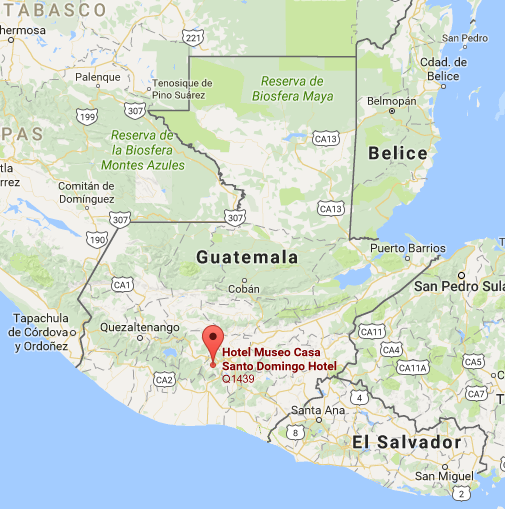 TABASCO
hermosa
221
San Pedro
Cdad. de
Belice
Palenque
Tenosique de
Pino Suárez
Reserva de
Biosfera Maya
Belmopán
307
199
APAS
Reserva de
la Biosfera
Montes Azules
CA13
Belice
tla
rrez
Comitán de
Domínguez
307
307
CA13
190
Guatemala
Puerto Barrios
CA1
Cobán
San Pedro Sula
Tapachula
de Córdova
y Ordoñez
Quezaltenango
CA11
CA4
CA5
Hotel Museo Casa
Santo Domingo Hotel
Q1439
CA2
CA11A
CA7
T
4
Santa Ana
8
El Salvador
San Miguel
2